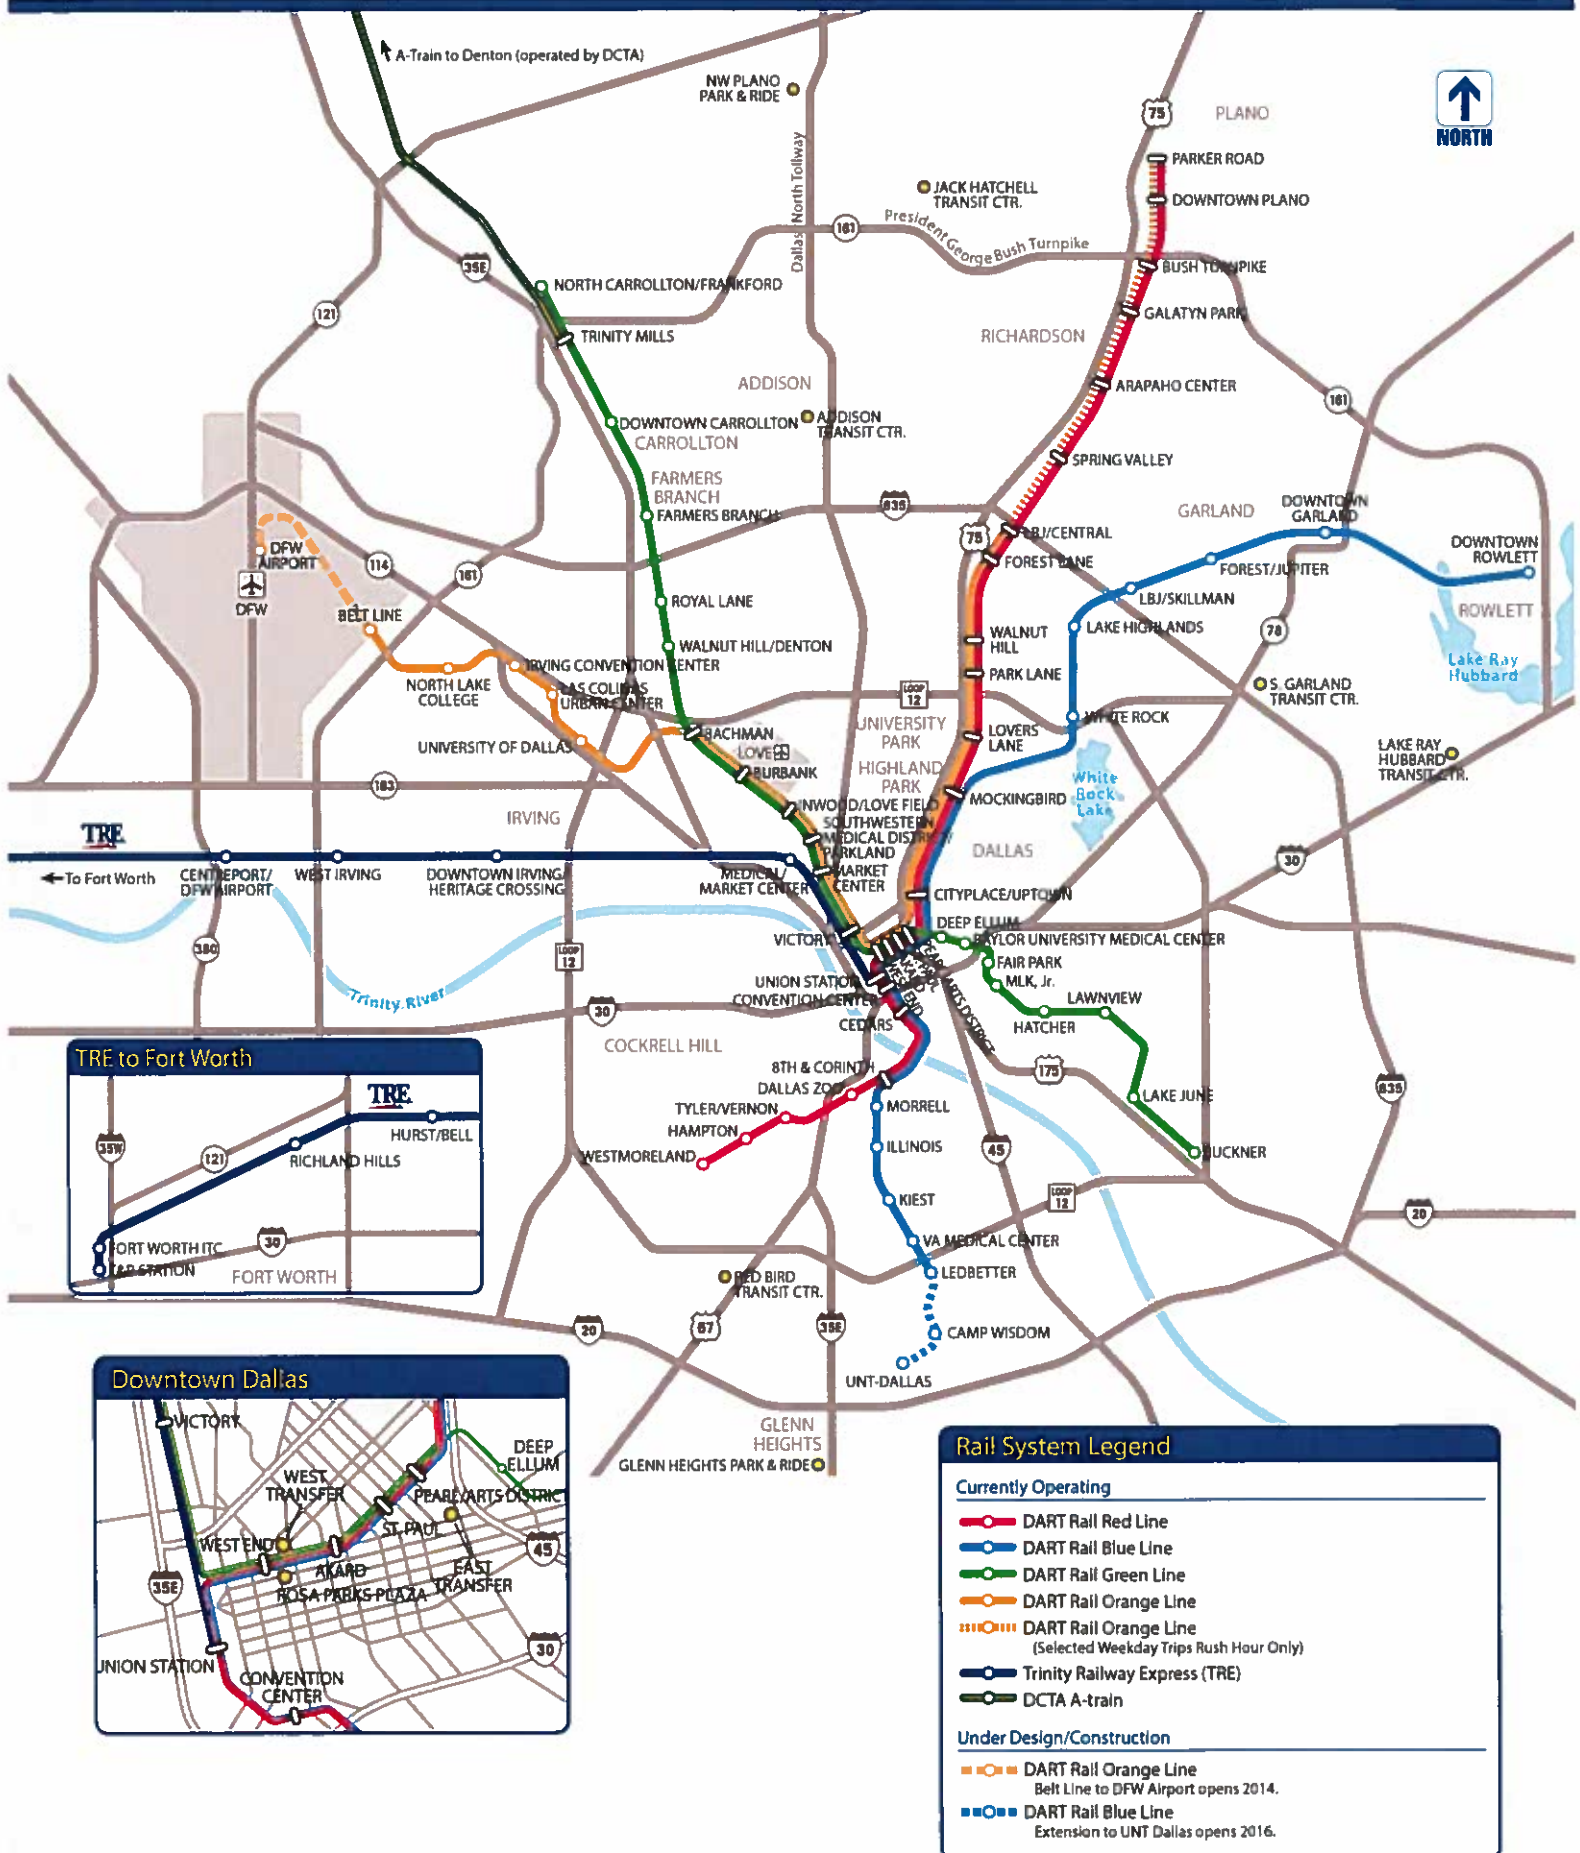 A-Train to Denton (operated by DCTA)
NW PLANO
PARK & RIDE
75
PLANO
NORTH
PARKER ROAD
DOWNTOWN PLANO
Dallas North Tollway
JACK HATCHELL
TRANSIT CTR.
161
President George Bush Turnpike
BUSH TURNPIKE
35E
NORTH CARROLLTON/FRANKFORD
GALATYN PARK
121
TRINITY MILLS
RICHARDSON
ADDISON
ARAPAHO CENTER
161
DOWNTOWN CARROLLTON
ADDISON
TRANSIT CTR.
CARROLLTON
SPRING VALLEY
FARMERS
BRANCH
FARMERS BRANCH
635
GARLAND
DOWNTOWN
GARLAND
75
LBJ/CENTRAL
DOWNTOWN
ROWLETT
DFW
AIRPORT
114
161
FOREST LANE
FOREST/JUPITER
DFW
BELT LINE
ROYAL LANE
LBJ/SKILLMAN
ROWLETT
LAKE HIGHLANDS
78
WALNUT
HILL
WALNUT HILL/DENTON
IRVING CONVENTION CENTER
PARK LANE
Lake Ray
Hubbard
NORTH LAKE
COLLEGE
LAS COLINAS
URBAN CENTER
LOOP
12
S. GARLAND
TRANSIT CTR.
WHITE ROCK
UNIVERSITY
PARK
LOVERS
LANE
UNIVERSITY OF DALLAS
BACHMAN
LOVE
LAKE RAY
HUBBARD
TRANSIT CTR.
BURBANK
HIGHLAND
PARK
White
Rock
Lake
183
MOCKINGBIRD
IRVING
INWOOD/LOVE FIELD
SOUTHWESTERN
MEDICAL DISTRICT/
PARKLAND
TRE
DALLAS
30
To Fort Worth
CENTREPORT/
DFW AIRPORT
WEST IRVING
DOWNTOWN IRVING/
HERITAGE CROSSING
MEDICAL/
MARKET CENTER
MARKET
CENTER
CITYPLACE/UPTOWN
DEEP ELLUM
VICTORY
BAYLOR UNIVERSITY MEDICAL CENTER
360
LOOP
12
FAIR PARK
UNION STATION
MLK, Jr.
Trinity River
CONVENTION CENTER
LAWNVIEW
30
CEDARS
HATCHER
PEARL/ARTS DISTRICT
COCKRELL HILL
8TH & CORINTH
175
DALLAS ZOO
635
LAKE JUNE
TYLER/VERNON
MORRELL
HAMPTON
ILLINOIS
45
WESTMORELAND
BUCKNER
KIEST
LOOP
12
20
VA MEDICAL CENTER
LEDBETTER
RED BIRD
TRANSIT CTR.
20
67
35E
CAMP WISDOM
UNT-DALLAS
GLENN
HEIGHTS
GLENN HEIGHTS PARK & RIDE
TRE to Fort Worth
TRE
35W
121
HURST/BELL
RICHLAND HILLS
FORT WORTH ITC
30
T&P STATION
FORT WORTH
Downtown Dallas
VICTORY
DEEP
ELLUM
WEST
TRANSFER
PEARL/ARTS DISTRICT
ST. PAUL
WEST END
AKARD
45
EAST
TRANSFER
35E
ROSA PARKS PLAZA
30
UNION STATION
CONVENTION
CENTER
Rail System Legend
Currently Operating
DART Rail Red Line
DART Rail Blue Line
DART Rail Green Line
DART Rail Orange Line
DART Rail Orange Line
(Selected Weekday Trips Rush Hour Only)
Trinity Railway Express (TRE)
DCTA A-train
Under Design/Construction
DART Rail Orange Line
Belt Line to DFW Airport opens 2014.
DART Rail Blue Line
Extension to UNT Dallas opens 2016.